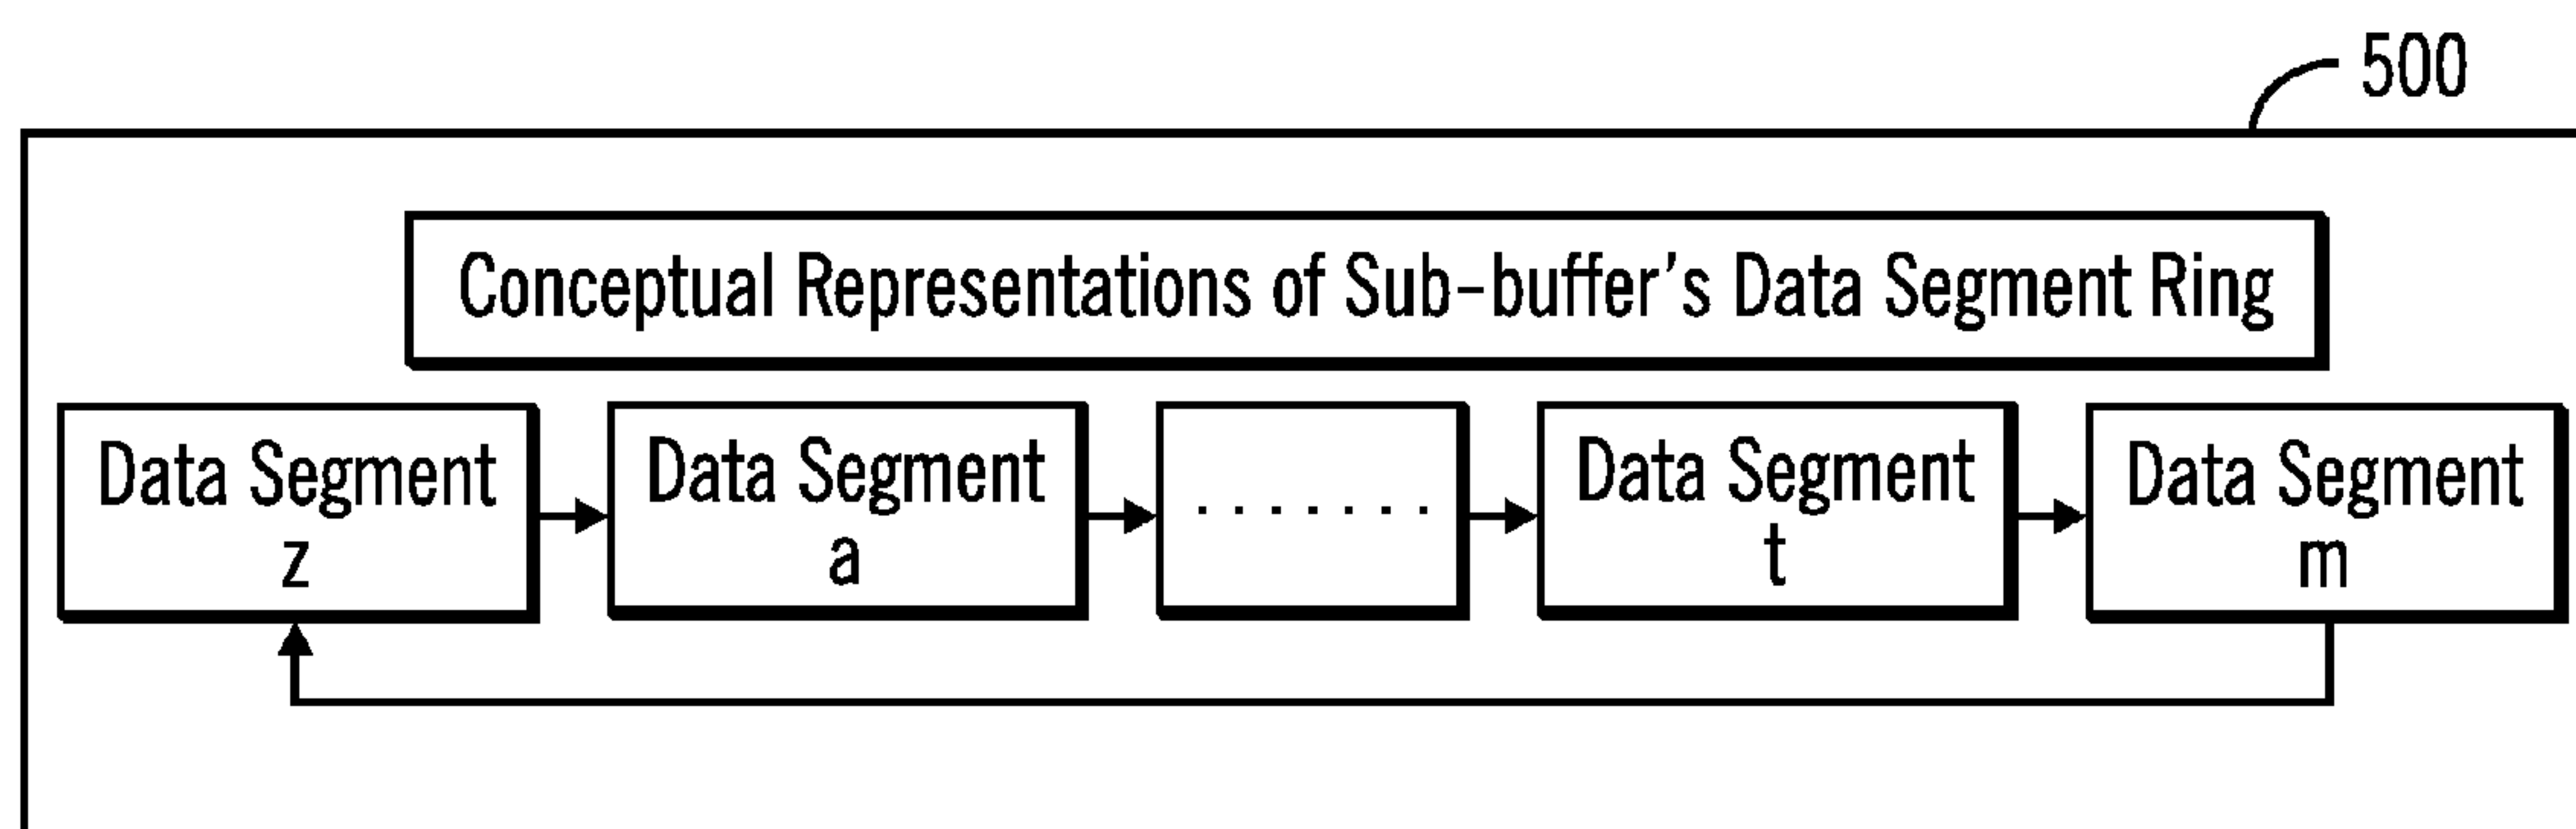 500
Conceptual Representations of Sub-buffer's Data Segment Ring
Data Segment
z
Data Segment
a
.......
Data Segment
t
Data Segment
m